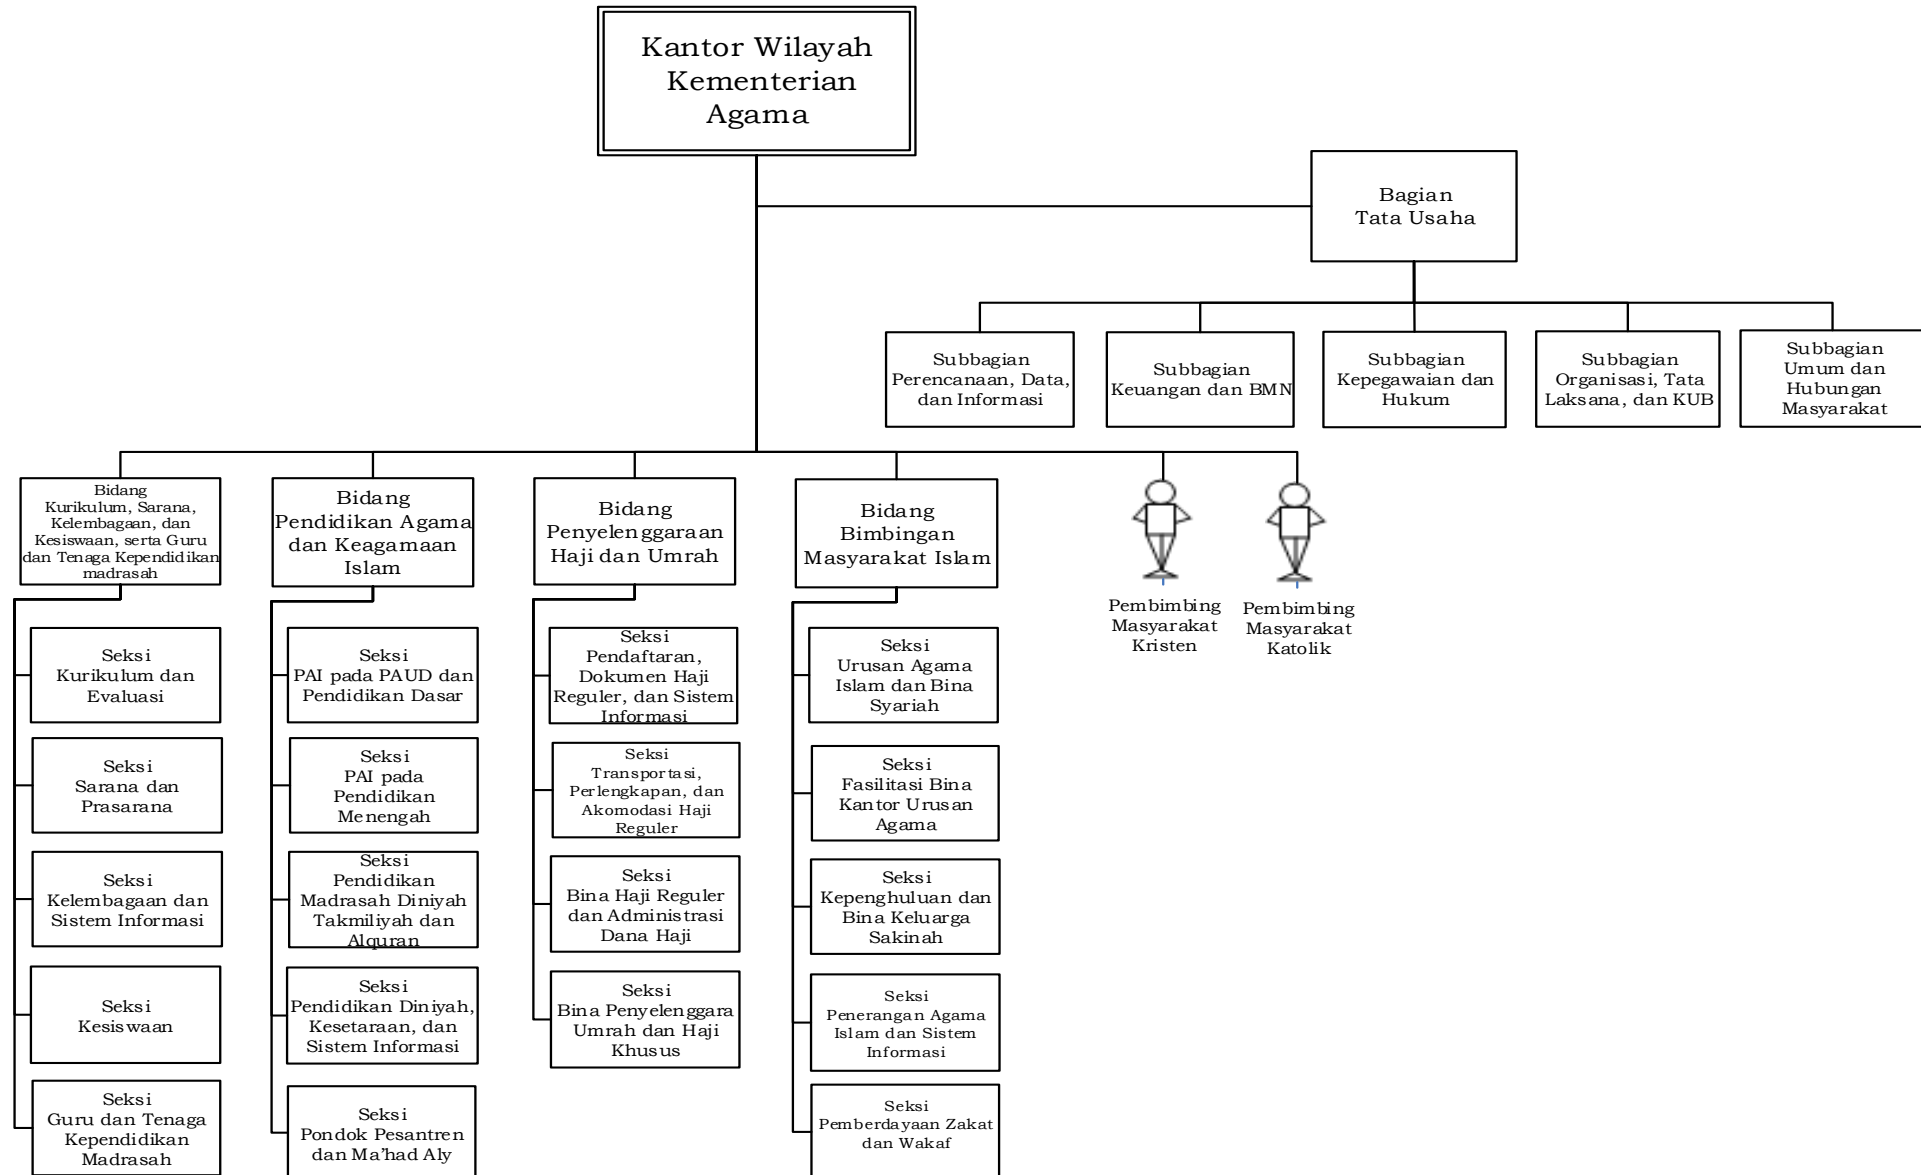 Kantor Wilayah
Kementerian
Agama
Bagian
Tata Usaha
Subbagian
Perencanaan, Data,
dan Informasi
Subbagian
Keuangan dan BMN
Subbagian
Kepegawaian dan
Hukum
Subbagian
Organisasi, Tata
Laksana, dan KUB
Subbagian
Umum dan
Hubungan
Masyarakat
Bidang
Kurikulum, Sarana,
Kelembagaan, dan
Kesiswaan, serta Guru
dan Tenaga Kependidikan
madrasah
Bidang
Pendidikan Agama
dan Keagamaan
Islam
Bidang
Penyelenggaraan
Haji dan Umrah
Bidang
Bimbingan
Masyarakat Islam
Pembimbing
Masyarakat
Kristen
Pembimbing
Masyarakat
Katolik
Seksi
Kurikulum dan
Evaluasi
Seksi
Sarana dan
Prasarana
Seksi
Kelembagaan dan
Sistem Informasi
Seksi
Kesiswaan
Seksi
Guru dan Tenaga
Kependidikan
Madrasah
Seksi
PAI pada PAUD dan
Pendidikan Dasar
Seksi
PAI pada
Pendidikan
Menengah
Seksi
Pendidikan
Madrasah Diniyah
Takmiliyah dan
Alquran
Seksi
Pendidikan Diniyah,
Kesetaraan, dan
Sistem Informasi
Seksi
Pondok Pesantren
dan Ma’had Aly
Seksi
Pendaftaran,
Dokumen Haji
Reguler, dan Sistem
Informasi
Seksi
Transportasi,
Perlengkapan, dan
Akomodasi Haji
Reguler
Seksi
Bina Haji Reguler
dan Administrasi
Dana Haji
Seksi
Bina Penyelenggara
Umrah dan Haji
Khusus
Seksi
Urusan Agama
Islam dan Bina
Syariah
Seksi
Fasilitasi Bina
Kantor Urusan
Agama
Seksi
Kepenghuluan dan
Bina Keluarga
Sakinah
Seksi
Penerangan Agama
Islam dan Sistem
Informasi
Seksi
Pemberdayaan Zakat
dan Wakaf